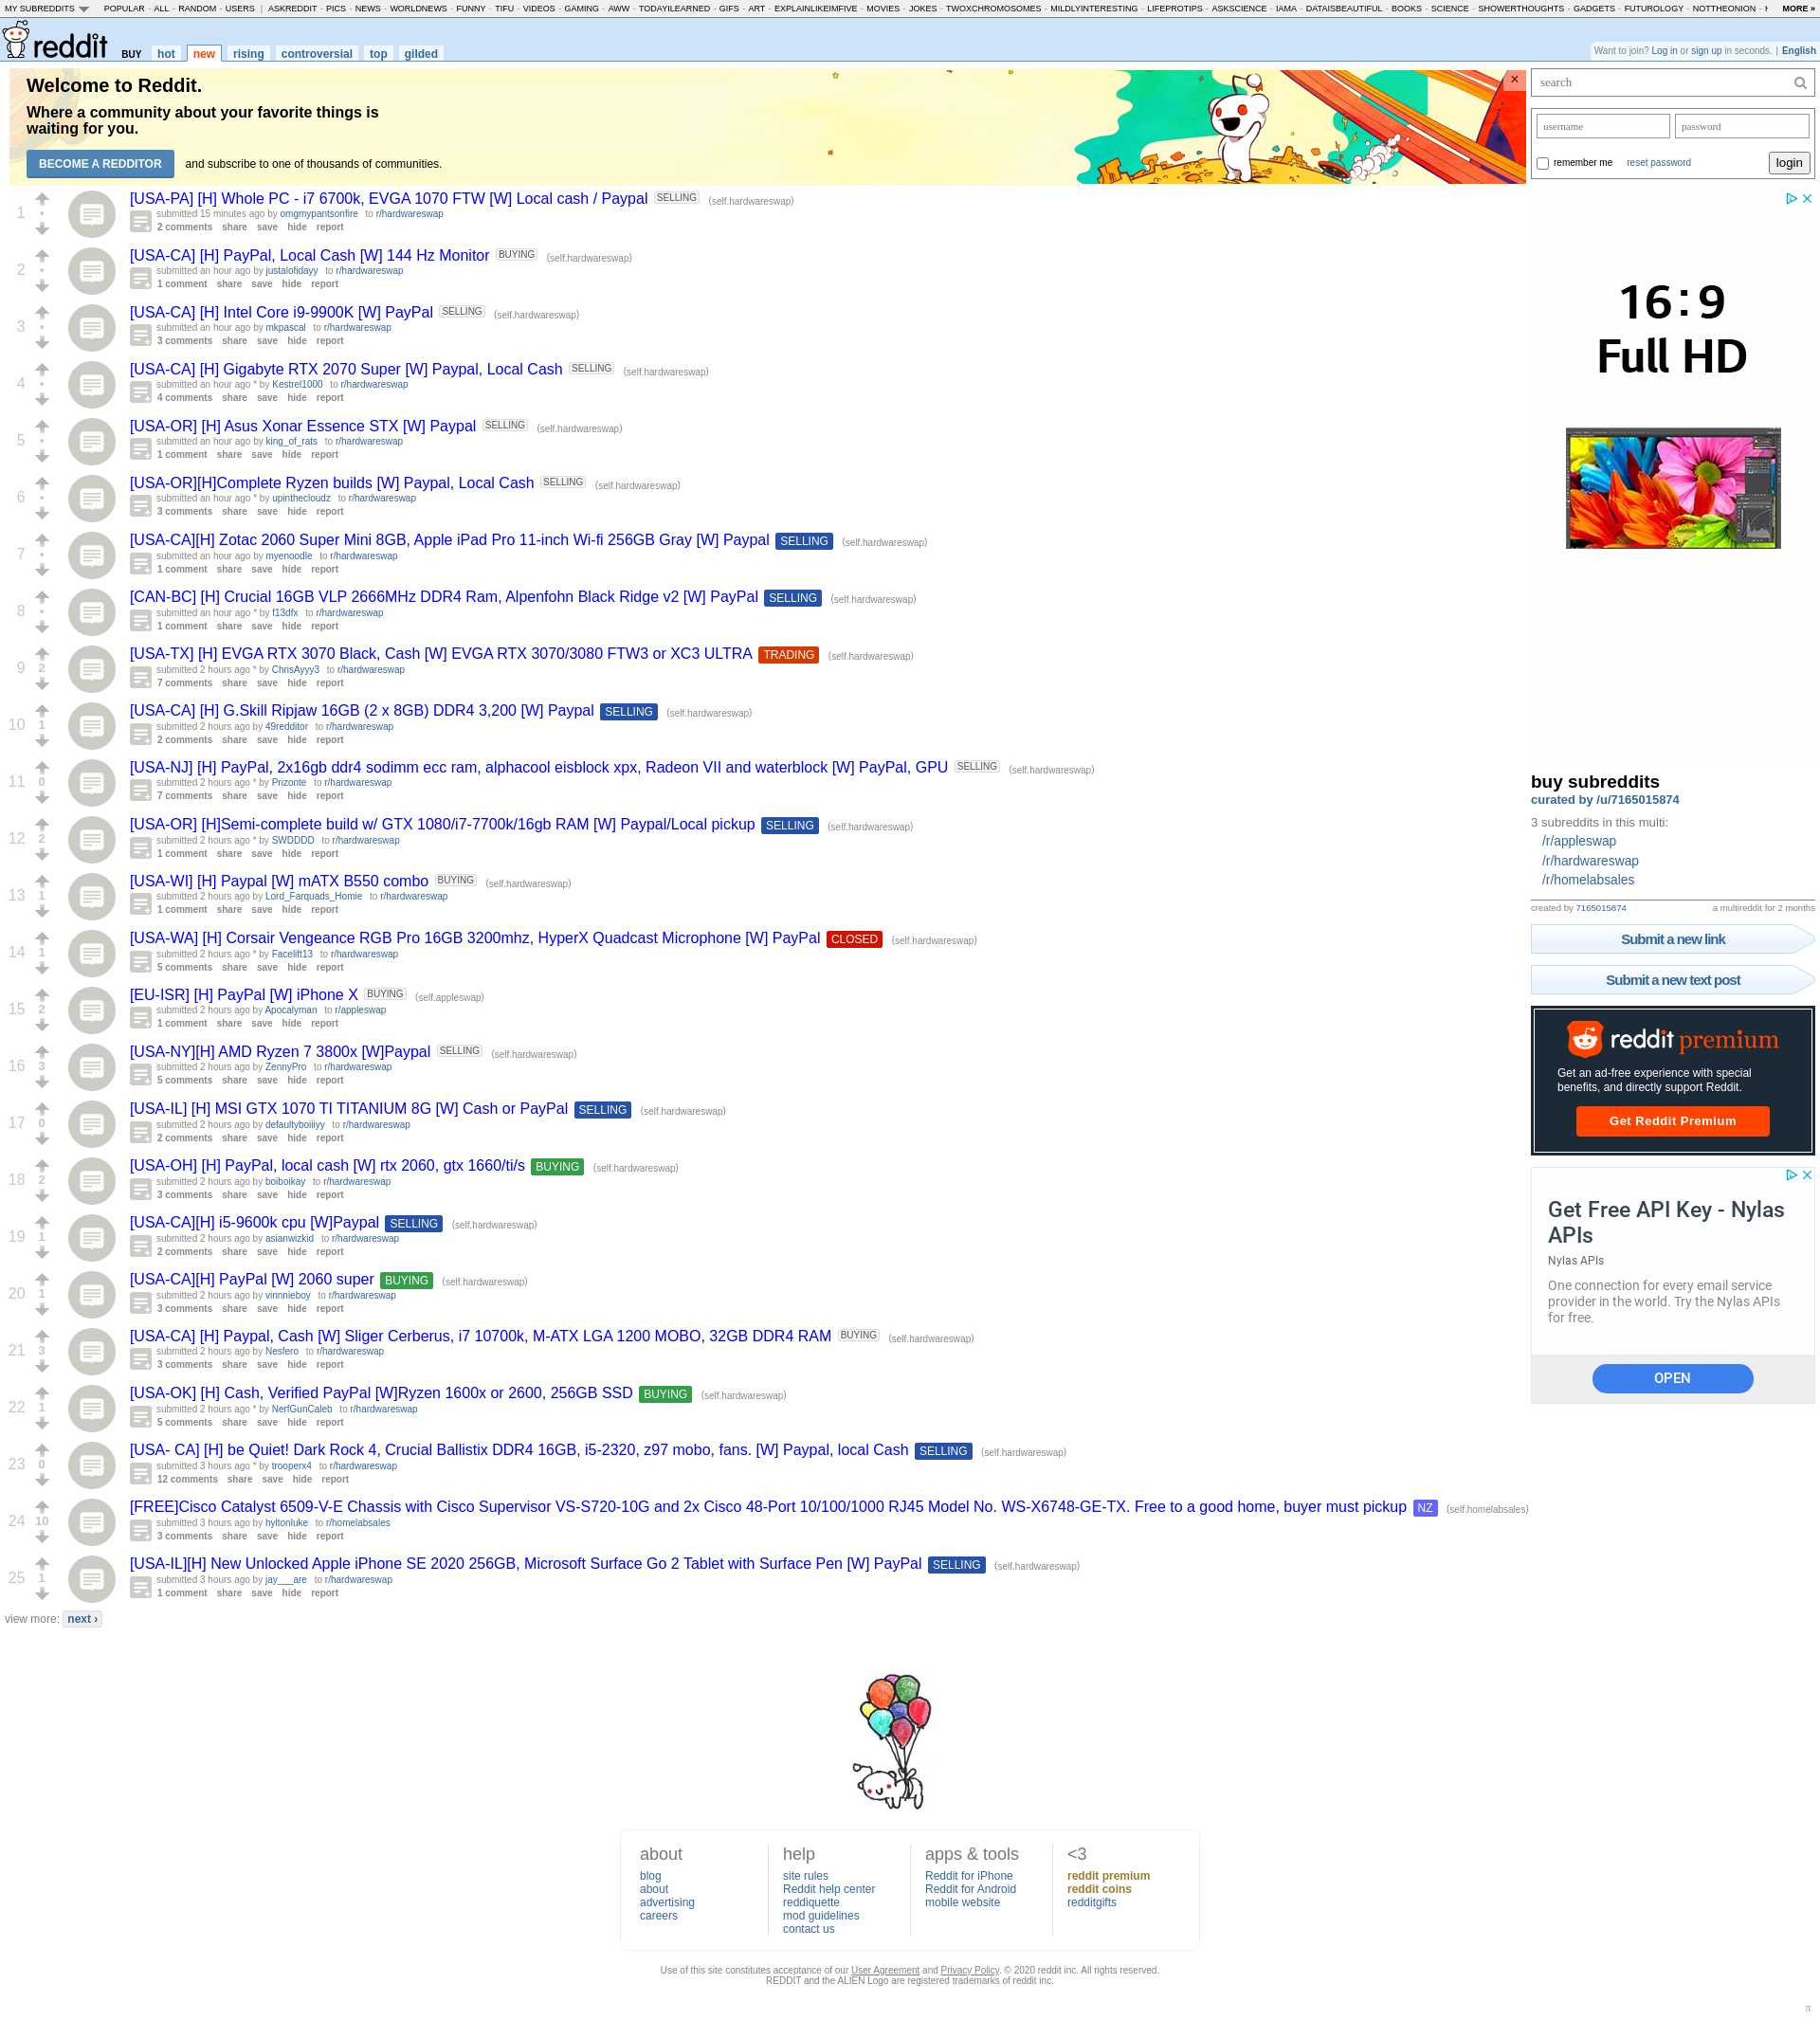 MY SUBREDDITS POPULAR - ALL - RANDOM - USERS | ASKREDDIT - PICS - NEWS - WORLDNEWS - FUNNY - TIFU - VIDEOS - GAMING - AWW - TODAYILEARNED - GIFS - ART - EXPLAINLIKEIMFIVE - MOVIES - JOKES - TWOXCHROMOSOMES - MILDLYINTERESTING - LIFEPROTIPS - ASKSCIENCE - IAMA - DATAISBEAUTIFUL - BOOKS - SCIENCE - SHOWERTHOUGHTS - GADGETS - FUTUROLOGY - NOTTHEONION - MORE »
reddit BUY hot new rising controversial top gilded
Want to join? Log in or sign up in seconds. | English
Welcome to Reddit.
Where a community about your favorite things is
waiting for you.
BECOME A REDDITOR and subscribe to one of thousands of communities.
1 [USA-PA] [H] Whole PC - i7 6700k, EVGA 1070 FTW [W] Local cash / Paypal SELLING (self.hardwareswap)
submitted 15 minutes ago by omgmypantsonfire to r/hardwareswap
2 comments share save hide report
2 [USA-CA] [H] PayPal, Local Cash [W] 144 Hz Monitor BUYING (self.hardwareswap)
submitted an hour ago by justalofidayy to r/hardwareswap
1 comment share save hide report
3 [USA-CA] [H] Intel Core i9-9900K [W] PayPal SELLING (self.hardwareswap)
submitted an hour ago by mkpascal to r/hardwareswap
3 comments share save hide report
4 [USA-CA] [H] Gigabyte RTX 2070 Super [W] Paypal, Local Cash SELLING (self.hardwareswap)
submitted an hour ago * by Kestrel1000 to r/hardwareswap
4 comments share save hide report
5 [USA-OR] [H] Asus Xonar Essence STX [W] Paypal SELLING (self.hardwareswap)
submitted an hour ago by king_of_rats to r/hardwareswap
1 comment share save hide report
6 [USA-OR][H]Complete Ryzen builds [W] Paypal, Local Cash SELLING (self.hardwareswap)
submitted an hour ago * by upinthecloudz to r/hardwareswap
3 comments share save hide report
7 [USA-CA][H] Zotac 2060 Super Mini 8GB, Apple iPad Pro 11-inch Wi-fi 256GB Gray [W] Paypal SELLING (self.hardwareswap)
submitted an hour ago by myenoodle to r/hardwareswap
1 comment share save hide report
8 [CAN-BC] [H] Crucial 16GB VLP 2666MHz DDR4 Ram, Alpenfohn Black Ridge v2 [W] PayPal SELLING (self.hardwareswap)
submitted an hour ago * by f13dfx to r/hardwareswap
1 comment share save hide report
9 2 [USA-TX] [H] EVGA RTX 3070 Black, Cash [W] EVGA RTX 3070/3080 FTW3 or XC3 ULTRA TRADING (self.hardwareswap)
submitted 2 hours ago * by ChrisAyyy3 to r/hardwareswap
7 comments share save hide report
10 1 [USA-CA] [H] G.Skill Ripjaw 16GB (2 x 8GB) DDR4 3,200 [W] Paypal SELLING (self.hardwareswap)
submitted 2 hours ago by 49redditor to r/hardwareswap
2 comments share save hide report
11 0 [USA-NJ] [H] PayPal, 2x16gb ddr4 sodimm ecc ram, alphacool eisblock xpx, Radeon VII and waterblock [W] PayPal, GPU SELLING (self.hardwareswap)
submitted 2 hours ago * by Prizonte to r/hardwareswap
7 comments share save hide report
12 2 [USA-OR] [H]Semi-complete build w/ GTX 1080/i7-7700k/16gb RAM [W] Paypal/Local pickup SELLING (self.hardwareswap)
submitted 2 hours ago * by SWDDDD to r/hardwareswap
1 comment share save hide report
13 1 [USA-WI] [H] Paypal [W] mATX B550 combo BUYING (self.hardwareswap)
submitted 2 hours ago by Lord_Farquads_Homie to r/hardwareswap
1 comment share save hide report
14 1 [USA-WA] [H] Corsair Vengeance RGB Pro 16GB 3200mhz, HyperX Quadcast Microphone [W] PayPal CLOSED (self.hardwareswap)
submitted 2 hours ago * by Facelift13 to r/hardwareswap
5 comments share save hide report
15 2 [EU-ISR] [H] PayPal [W] iPhone X BUYING (self.appleswap)
submitted 2 hours ago by Apocalyman to r/appleswap
1 comment share save hide report
16 3 [USA-NY][H] AMD Ryzen 7 3800x [W]Paypal SELLING (self.hardwareswap)
submitted 2 hours ago by ZennyPro to r/hardwareswap
5 comments share save hide report
17 0 [USA-IL] [H] MSI GTX 1070 TI TITANIUM 8G [W] Cash or PayPal SELLING (self.hardwareswap)
submitted 2 hours ago by defaultyboiiiyy to r/hardwareswap
2 comments share save hide report
18 2 [USA-OH] [H] PayPal, local cash [W] rtx 2060, gtx 1660/ti/s BUYING (self.hardwareswap)
submitted 2 hours ago by boiboikay to r/hardwareswap
3 comments share save hide report
19 1 [USA-CA][H] i5-9600k cpu [W]Paypal SELLING (self.hardwareswap)
submitted 2 hours ago by asianwizkid to r/hardwareswap
2 comments share save hide report
20 1 [USA-CA][H] PayPal [W] 2060 super BUYING (self.hardwareswap)
submitted 2 hours ago by vinnnieboy to r/hardwareswap
3 comments share save hide report
21 3 [USA-CA] [H] Paypal, Cash [W] Sliger Cerberus, i7 10700k, M-ATX LGA 1200 MOBO, 32GB DDR4 RAM BUYING (self.hardwareswap)
submitted 2 hours ago by Nesfero to r/hardwareswap
3 comments share save hide report
22 1 [USA-OK] [H] Cash, Verified PayPal [W]Ryzen 1600x or 2600, 256GB SSD BUYING (self.hardwareswap)
submitted 2 hours ago * by NerfGunCaleb to r/hardwareswap
5 comments share save hide report
23 0 [USA- CA] [H] be Quiet! Dark Rock 4, Crucial Ballistix DDR4 16GB, i5-2320, z97 mobo, fans. [W] Paypal, local Cash SELLING (self.hardwareswap)
submitted 3 hours ago * by trooperx4 to r/hardwareswap
12 comments share save hide report
24 10 [FREE]Cisco Catalyst 6509-V-E Chassis with Cisco Supervisor VS-S720-10G and 2x Cisco 48-Port 10/100/1000 RJ45 Model No. WS-X6748-GE-TX. Free to a good home, buyer must pickup NZ (self.homelabsales)
submitted 3 hours ago by hyltonluke to r/homelabsales
3 comments share save hide report
25 1 [USA-IL][H] New Unlocked Apple iPhone SE 2020 256GB, Microsoft Surface Go 2 Tablet with Surface Pen [W] PayPal SELLING (self.hardwareswap)
submitted 3 hours ago by jay___are to r/hardwareswap
1 comment share save hide report
view more: next ›
search
username password
remember me reset password login
16:9
Full HD
buy subreddits
curated by /u/7165015874
3 subreddits in this multi:
/r/appleswap
/r/hardwareswap
/r/homelabsales
created by 7165015874 a multireddit for 2 months
Submit a new link
Submit a new text post
reddit premium
Get an ad-free experience with special
benefits, and directly support Reddit.
Get Reddit Premium
Get Free API Key - Nylas
APIs
Nylas APIs
One connection for every email service
provider in the world. Try the Nylas APIs
for free.
OPEN
about
blog
about
advertising
careers
help
site rules
Reddit help center
reddiquette
mod guidelines
contact us
apps & tools
Reddit for iPhone
Reddit for Android
mobile website
<3
reddit premium
reddit coins
redditgifts
Use of this site constitutes acceptance of our User Agreement and Privacy Policy. © 2020 reddit inc. All rights reserved.
REDDIT and the ALIEN Logo are registered trademarks of reddit inc.
π